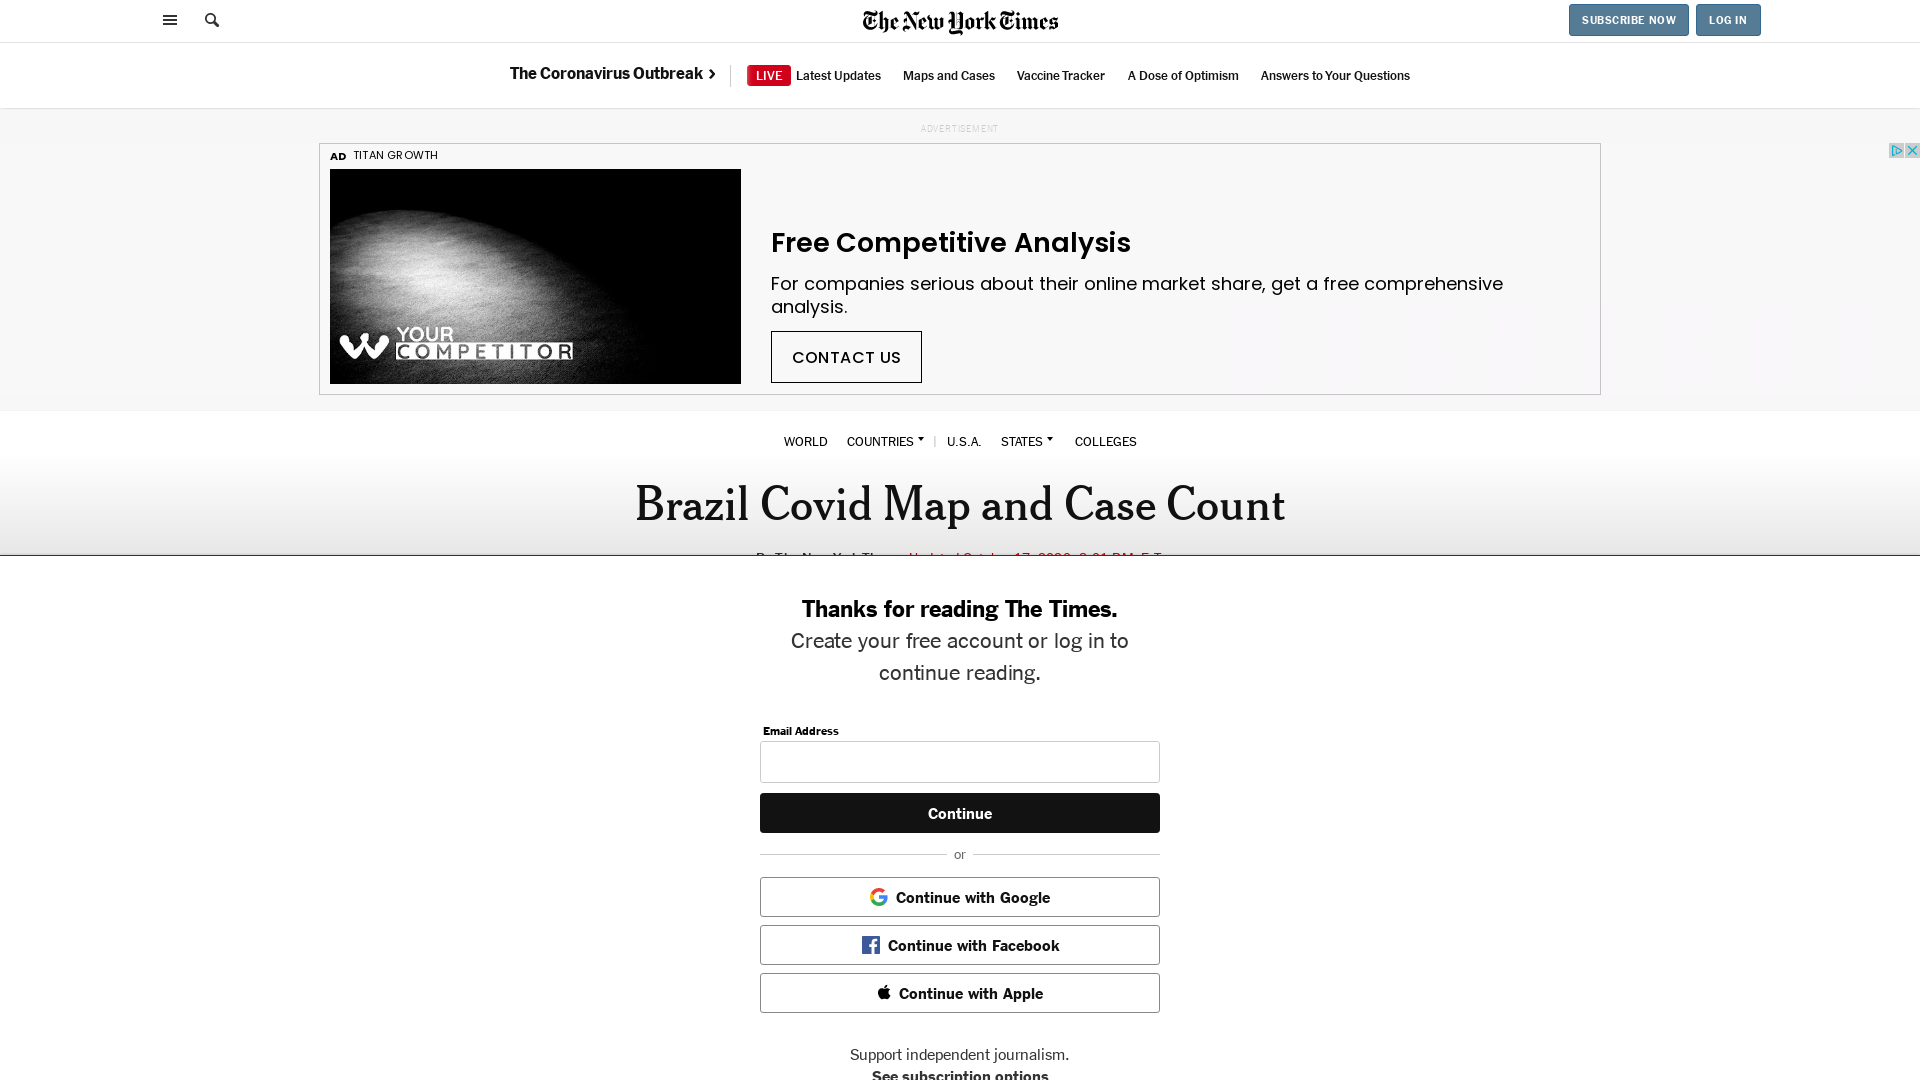 The New York Times
SUBSCRIBE NOW
LOG IN
The Coronavirus Outbreak ›
LIVE Latest Updates
Maps and Cases
Vaccine Tracker
A Dose of Optimism
Answers to Your Questions
ADVERTISEMENT
AD TITAN GROWTH
YOUR
COMPETITOR
Free Competitive Analysis
For companies serious about their online market share, get a free comprehensive
analysis.
CONTACT US
WORLD COUNTRIES | U.S.A. STATES COLLEGES
Brazil Covid Map and Case Count
Thanks for reading The Times.
Create your free account or log in to
continue reading.
Email Address
Continue
or
Continue with Google
Continue with Facebook
Continue with Apple
Support independent journalism.
See subscription options